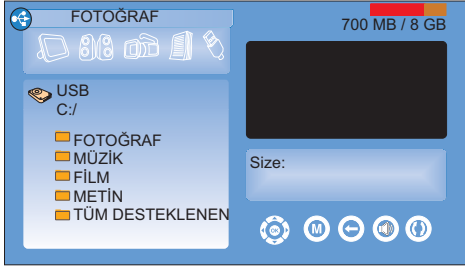 FOTOĞRAF
700 MB / 8 GB
USB
C:/
FOTOĞRAF
MÜZİK
FİLM
METİN
TÜM DESTEKLENEN
Size:
OK
M